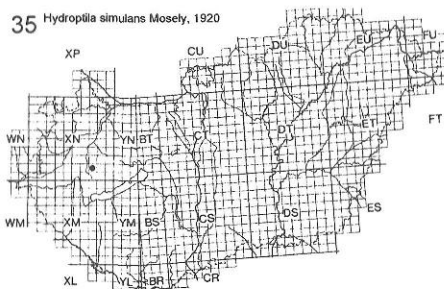 35 Hydroptila simulans Mosely, 1920
XP CU DU EU FU
WN XN YN BT CT DT ET FT
WM XM YM BS CS DS ES
XL YL BR CR